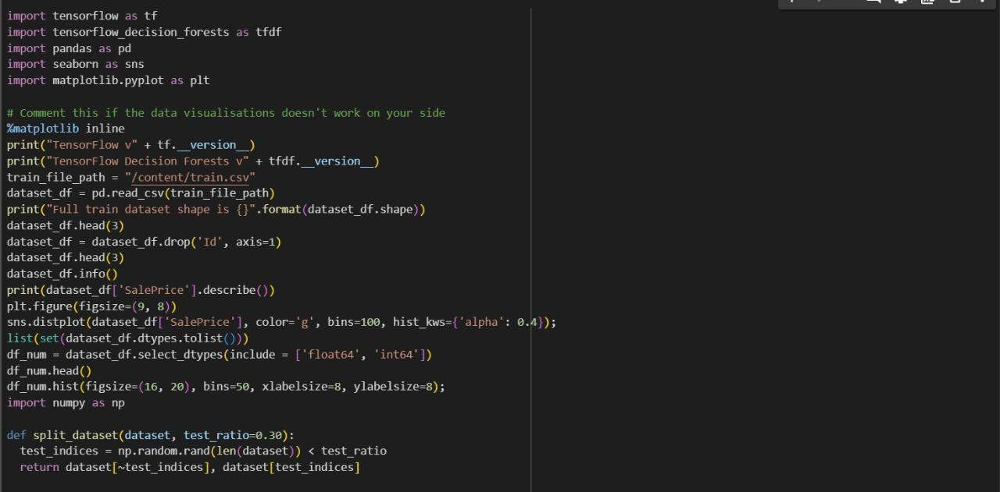 import tensorflow as tf
import tensorflow_decision_forests as tfdf
import pandas as pd
import seaborn as sns
import matplotlib.pyplot as plt

# Comment this if the data visualisations doesn't work on your side
%matplotlib inline
print("TensorFlow v" + tf.__version__)
print("TensorFlow Decision Forests v" + tfdf.__version__)
train_file_path = "/content/train.csv"
dataset_df = pd.read_csv(train_file_path)
print("Full train dataset shape is {}".format(dataset_df.shape))
dataset_df.head(3)
dataset_df = dataset_df.drop('Id', axis=1)
dataset_df.head(3)
dataset_df.info()
print(dataset_df['SalePrice'].describe())
plt.figure(figsize=(9, 8))
sns.distplot(dataset_df['SalePrice'], color='g', bins=100, hist_kws={'alpha': 0.4});
list(set(dataset_df.dtypes.tolist()))
df_num = dataset_df.select_dtypes(include = ['float64', 'int64'])
df_num.head()
df_num.hist(figsize=(16, 20), bins=50, xlabelsize=8, ylabelsize=8);
import numpy as np

def split_dataset(dataset, test_ratio=0.30):
  test_indices = np.random.rand(len(dataset)) < test_ratio
  return dataset[~test_indices], dataset[test_indices]